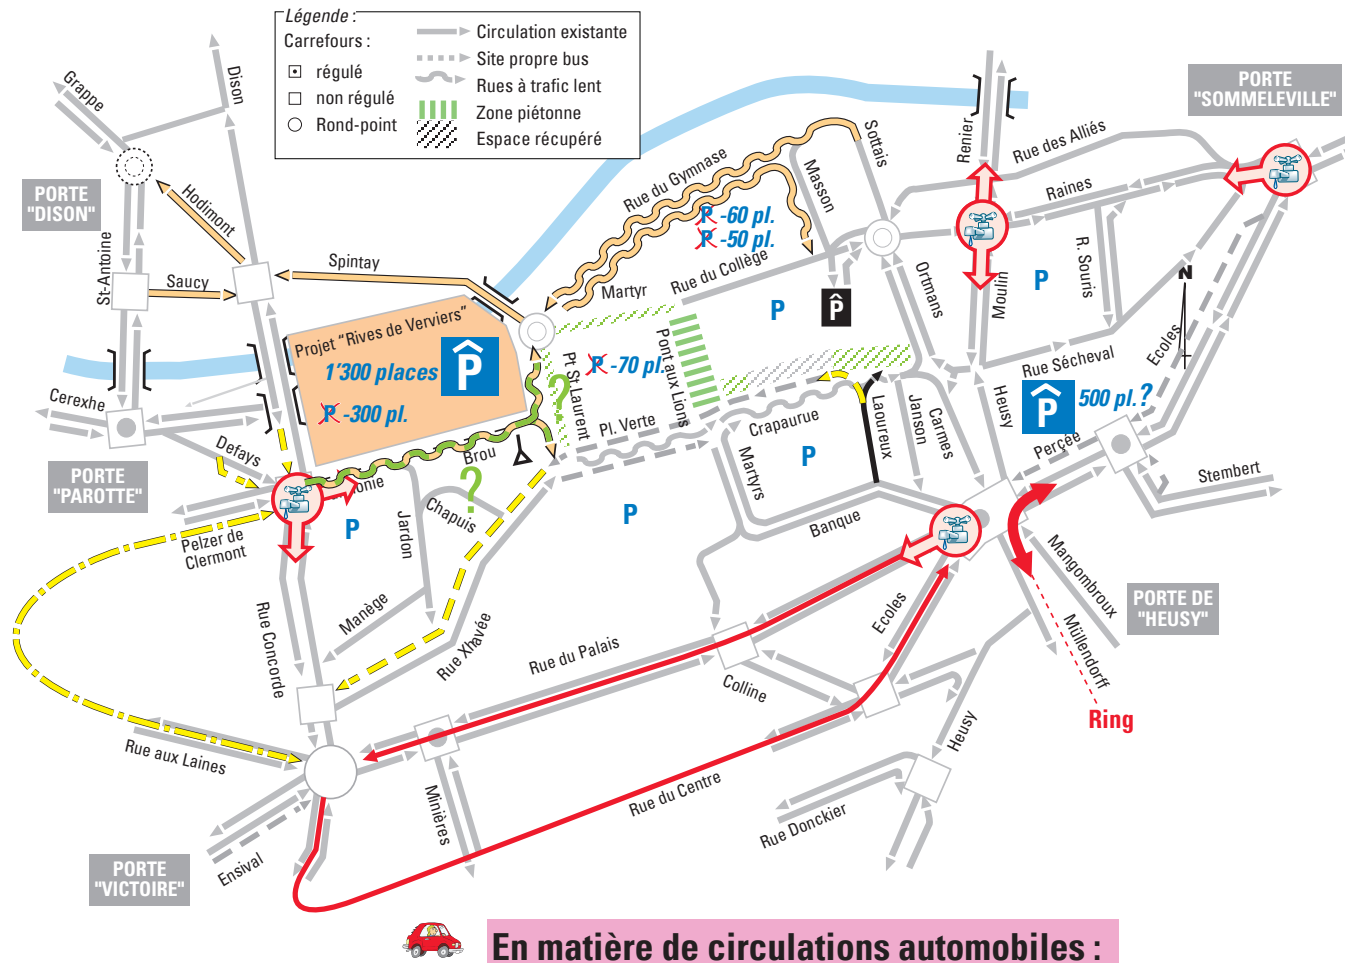 Légende :
Carrefours :
régulé
non régulé
Rond-point
Circulation existante
Site propre bus
Rues à trafic lent
Zone piétonne
Espace récupéré
Grappe
Dison
PORTE
"DISON"
Hodimont
St-Antoine
Saucy
Spintay
Rue du Gymnase
Masson
Sottais
P -60 pl.
P -50 pl.
Martyr
Rue du Collège
P
P
Renier
Rue des Alliés
Raines
PORTE
"SOMMELEVILLE"
Ortmans
Moulin
P
R. Souris
N
Ecoles
Projet "Rives de Verviers"
1'300 places
P
P -300 pl.
Pt St Laurent
?
P -70 pl.
Pont aux Lions
Pl. Verte
Crapaurue
Laoureux
Janson
Carmes
Heusy
Rue Sécheval
P
500 pl. ?
Perçée
Stembert
Cerexhe
Defays
PORTE
"PAROTTE"
Brou
onie
P
?
Chapuis
Jardon
P
Martyrs
P
Banque
Pelzer de
Clermont
Manège
Rue Concorde
Rue Xhavée
Rue du Palais
Colline
Ecoles
Mangombroux
Müllendorff
PORTE DE
"HEUSY"
Ring
Heusy
Rue aux Laines
Minières
Rue du Centre
Rue Donckier
Ensival
PORTE
"VICTOIRE"
En matière de circulations automobiles :